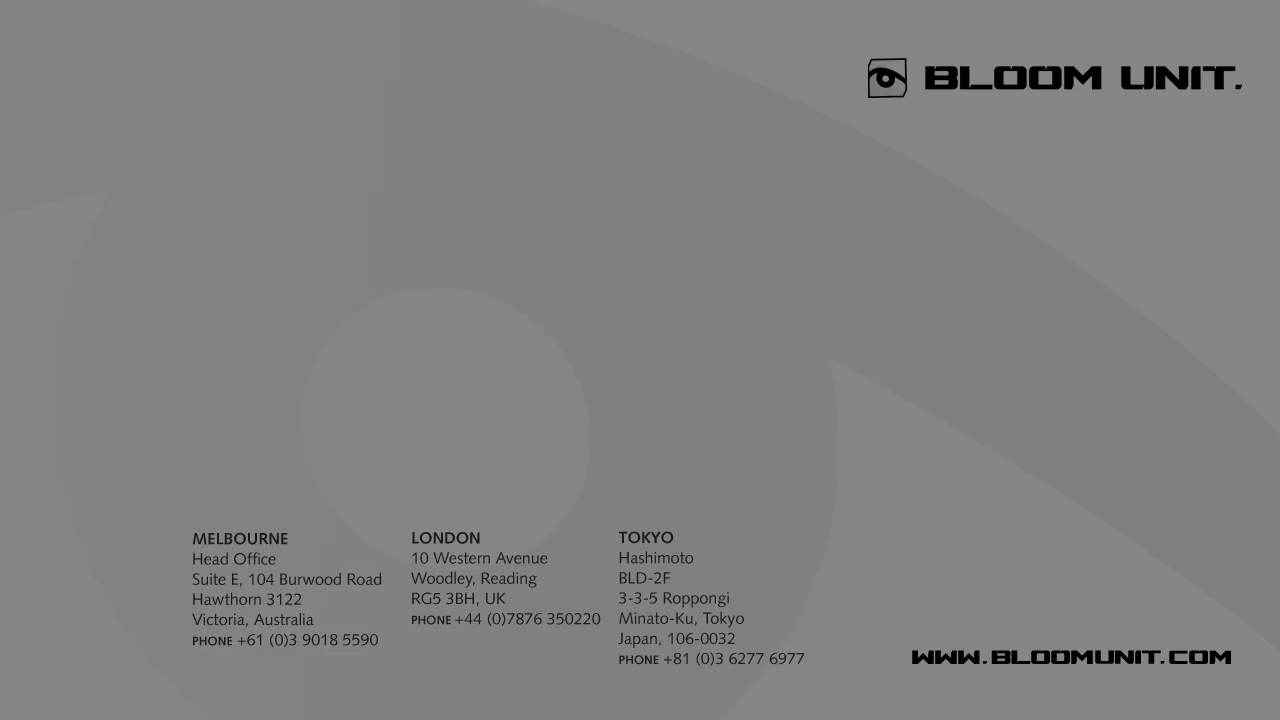 BLOOM UNIT.
MELBOURNE
Head Office
Suite E, 104 Burwood Road
Hawthorn 3122
Victoria, Australia
PHONE +61 (0)3 9018 5590
LONDON
10 Western Avenue
Woodley, Reading
RG5 3BH, UK
PHONE +44 (0)7876 350220
TOKYO
Hashimoto
BLD-2F
3-3-5 Roppongi
Minato-Ku, Tokyo
Japan, 106-0032
PHONE +81 (0)3 6277 6977
WWW.BLOOMUNIT.COM